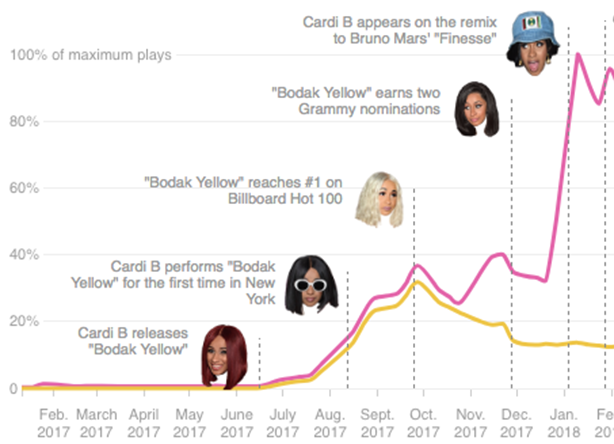 Cardi B appears on the remix
to Bruno Mars' "Finesse"
100% of maximum plays
"Bodak Yellow" earns two
Grammy nominations
80%
"Bodak Yellow" reaches #1 on
Billboard Hot 100
60%
40%
Cardi B performs "Bodak
Yellow" for the first time in New
York
20%
Cardi B releases
"Bodak Yellow"
0
Feb. March April May June July Aug. Sept. Oct. Nov. Dec. Jan. Fe
2017 2017 2017 2017 2017 2017 2017 2017 2017 2017 2017 2018 20